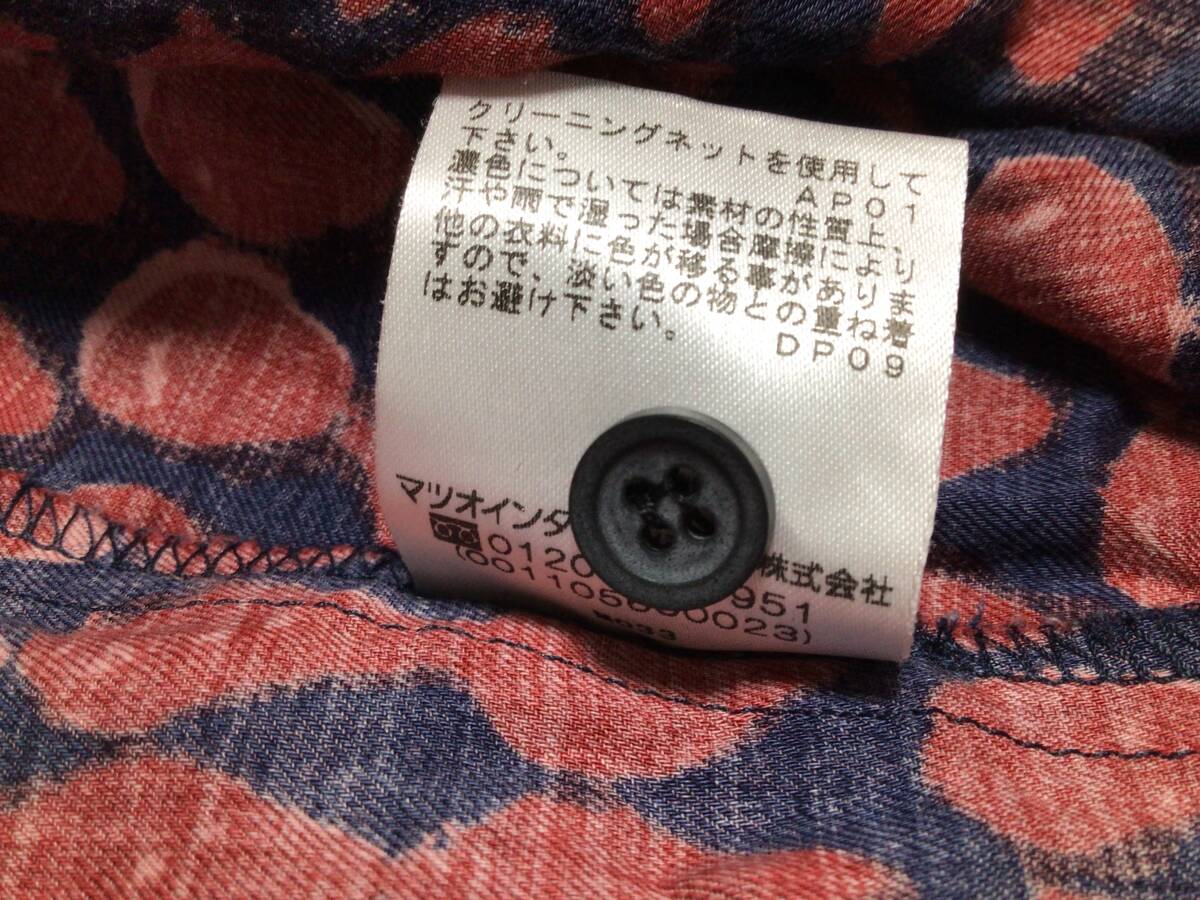 クリーニングネットを使用して
下さい。 AP01
濃色については素材の性質上、
汗や雨で湿った場合摩擦により
他の衣料に色が移る事がありま
すので、淡い色の物との重ね着
はお避け下さい。 DP09
マツオインタ 株式会社
0120 951